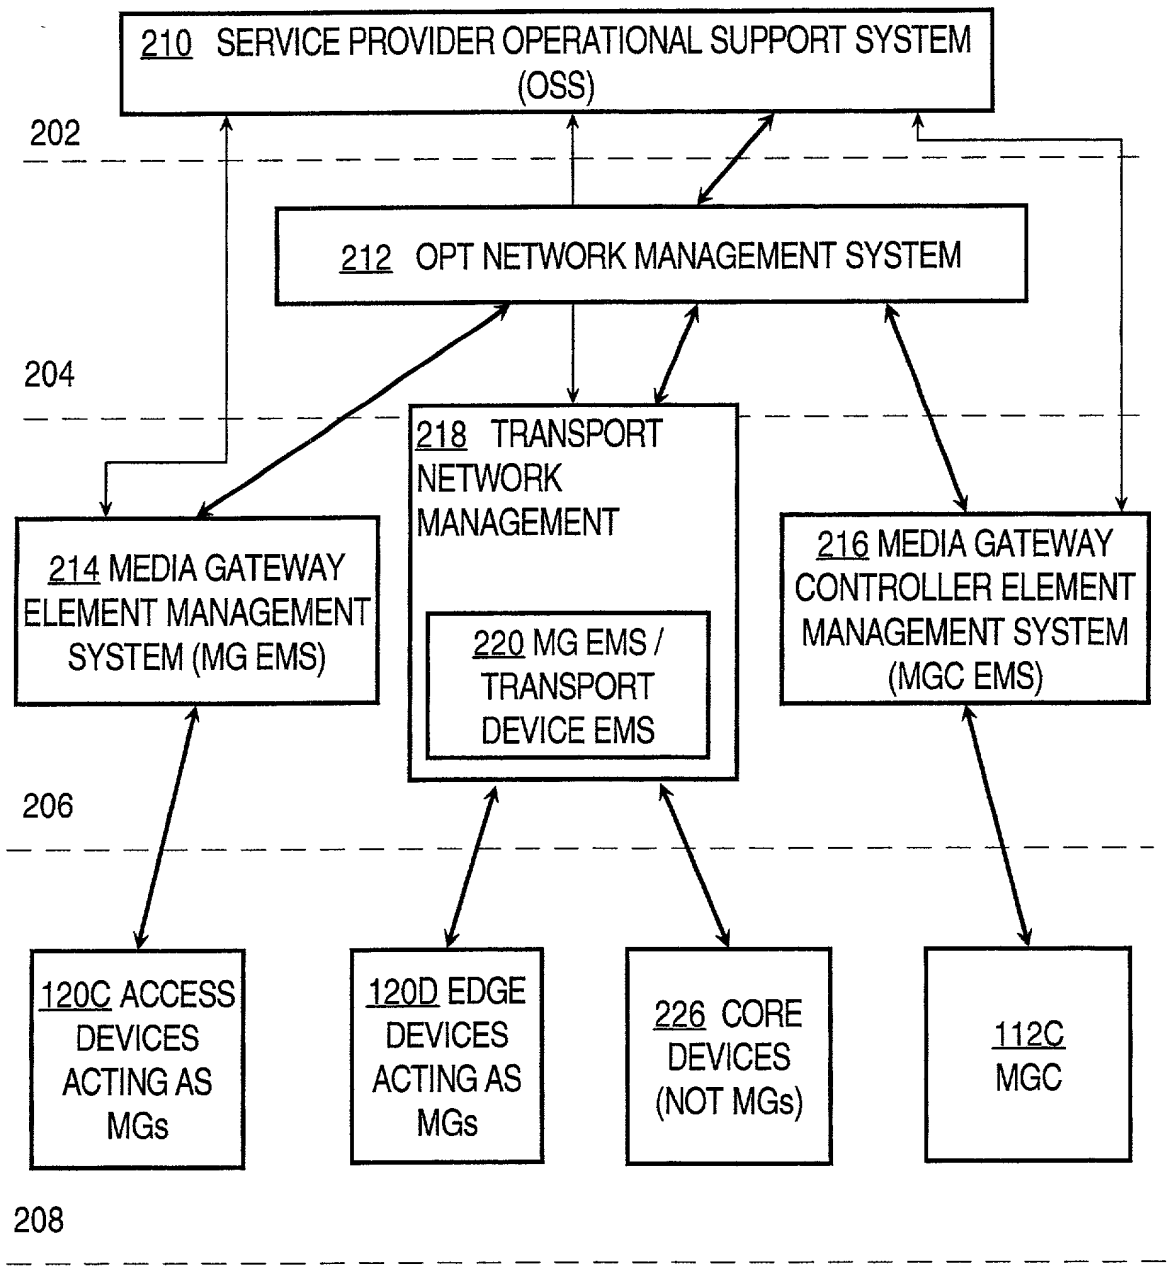 210 SERVICE PROVIDER OPERATIONAL SUPPORT SYSTEM
(OSS)
202
212 OPT NETWORK MANAGEMENT SYSTEM
204
218 TRANSPORT
NETWORK
MANAGEMENT
214 MEDIA GATEWAY
ELEMENT MANAGEMENT
SYSTEM (MG EMS)
220 MG EMS /
TRANSPORT
DEVICE EMS
216 MEDIA GATEWAY
CONTROLLER ELEMENT
MANAGEMENT SYSTEM
(MGC EMS)
206
120C ACCESS
DEVICES
ACTING AS
MGs
120D EDGE
DEVICES
ACTING AS
MGs
226 CORE
DEVICES
(NOT MGs)
112C
MGC
208